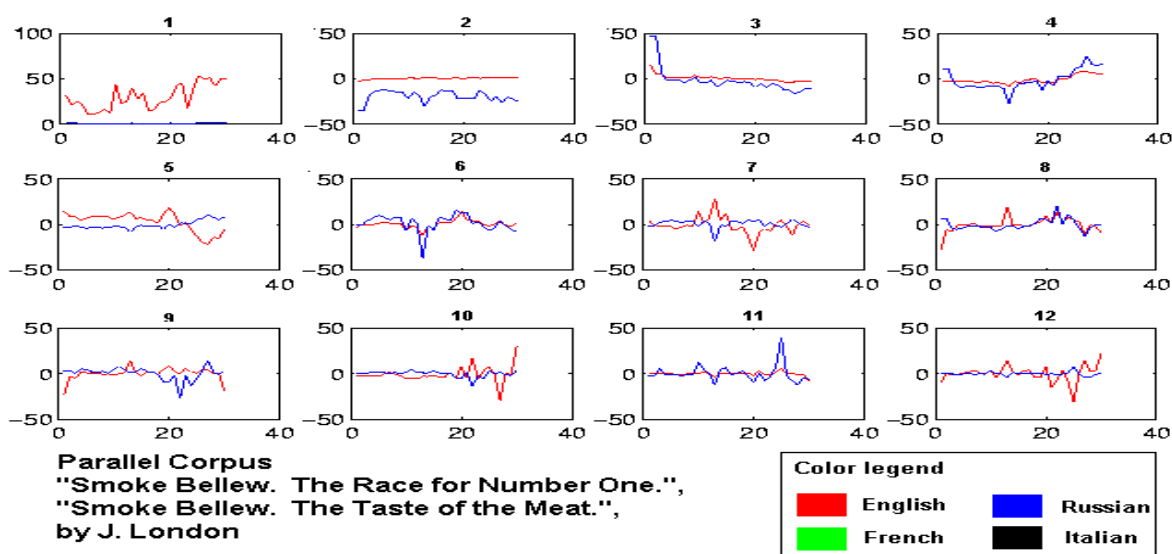 1 2 3 4
100 50 50 50
50 0 0 0
0 -50 -50 -50
0 20 40 0 20 40 0 20 40 0 20 40
5 6 7 8
50 50 50 50
0 0 0 0
-50 -50 -50 -50
0 20 40 0 20 40 0 20 40 0 20 40
9 10 11 12
50 50 50 50
0 0 0 0
-50 -50 -50 -50
0 20 40 0 20 40 0 20 40 0 20 40
Parallel Corpus
"Smoke Bellew. The Race for Number One.",
"Smoke Bellew. The Taste of the Meat.",
by J. London
Color legend
English Russian
French Italian